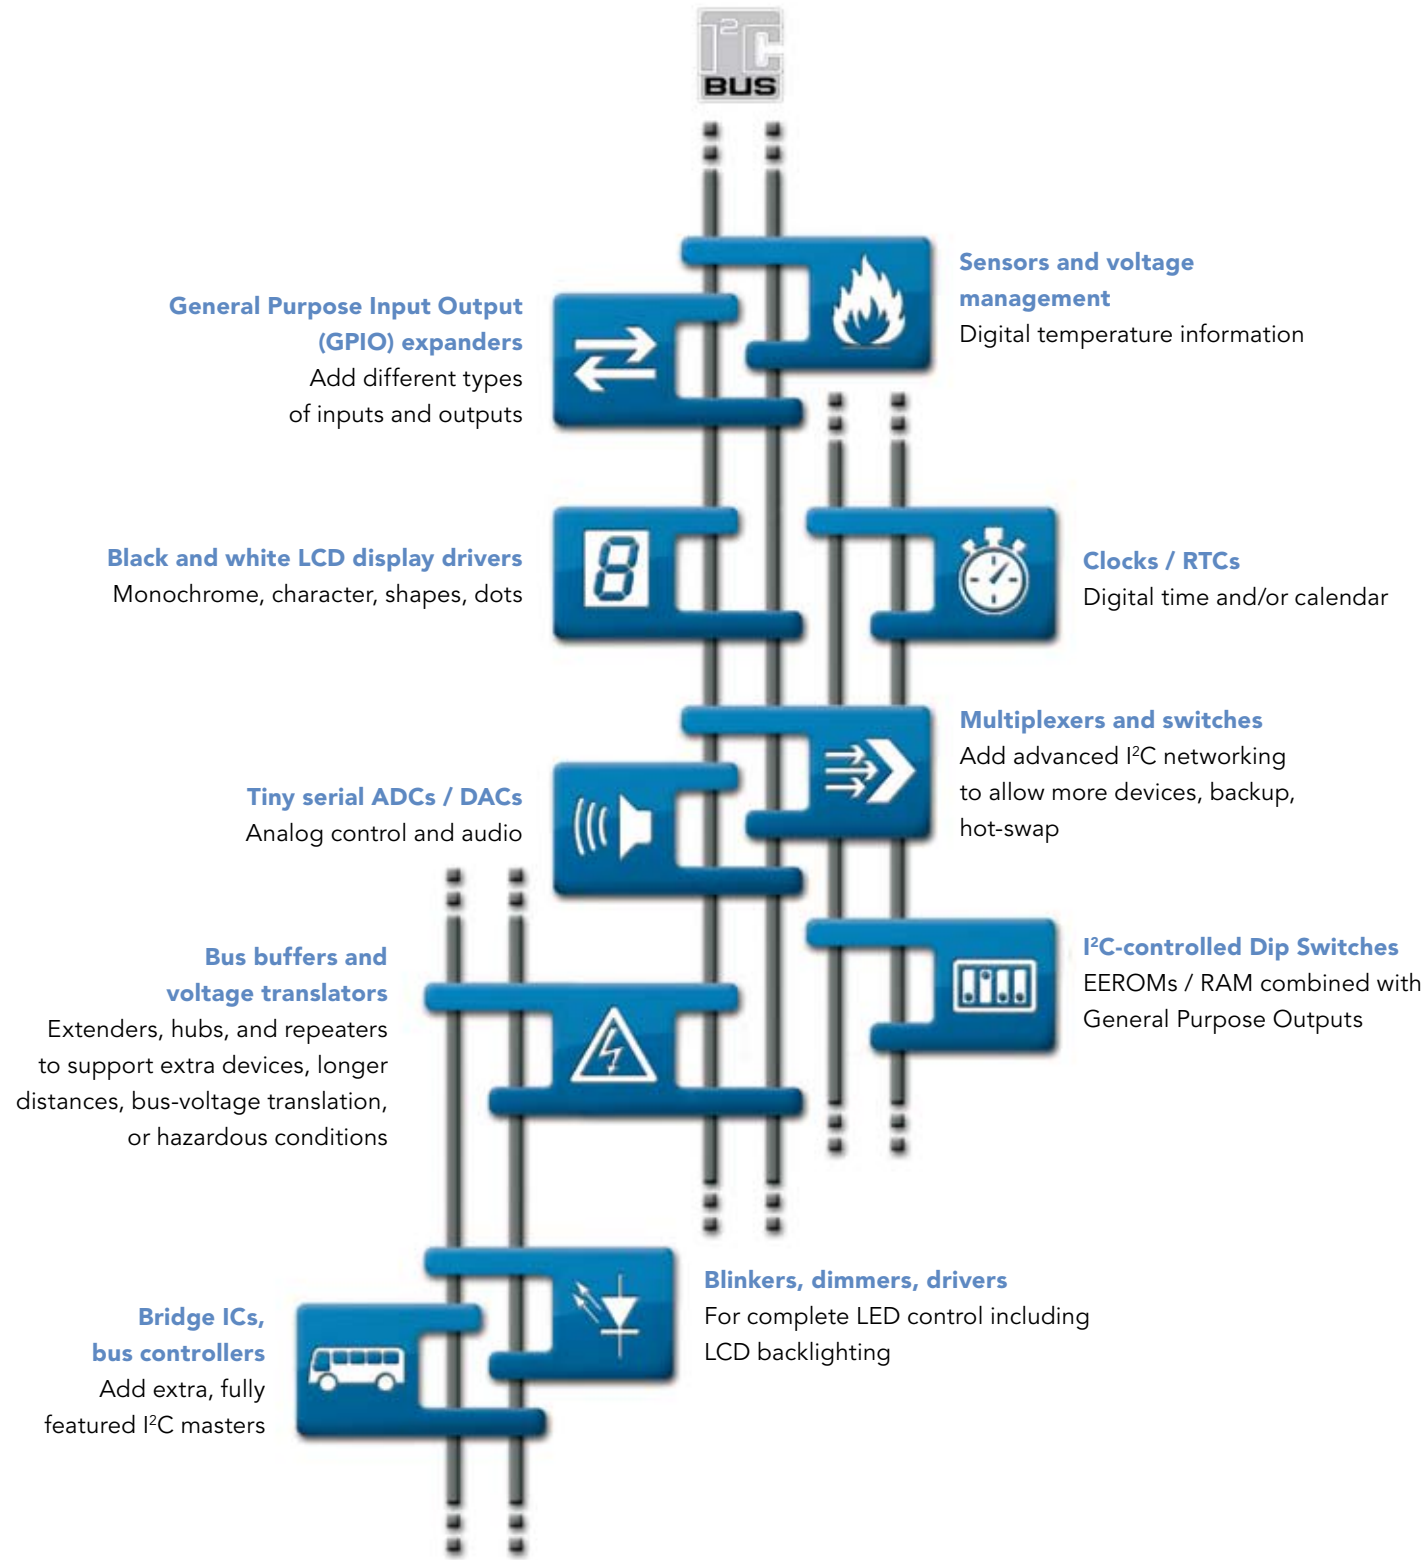 I²C
BUS
Sensors and voltage
management
Digital temperature information
General Purpose Input Output
(GPIO) expanders
Add different types
of inputs and outputs
Black and white LCD display drivers
Monochrome, character, shapes, dots
Clocks / RTCs
Digital time and/or calendar
Multiplexers and switches
Add advanced I²C networking
to allow more devices, backup,
hot-swap
Tiny serial ADCs / DACs
Analog control and audio
I²C-controlled Dip Switches
EEROMs / RAM combined with
General Purpose Outputs
Bus buffers and
voltage translators
Extenders, hubs, and repeaters
to support extra devices, longer
distances, bus-voltage translation,
or hazardous conditions
Blinkers, dimmers, drivers
For complete LED control including
LCD backlighting
Bridge ICs,
bus controllers
Add extra, fully
featured I²C masters